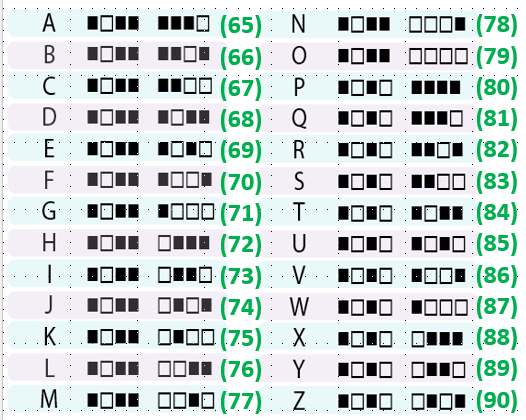 A ■□■■ ■■■□ (65) N ■□■■ □□□■ (78)
B ■□■■ ■■□■ (66) O ■□■■ □□□□ (79)
C ■□■■ ■■□□ (67) P ■□■□ ■■■■ (80)
D ■□■■ ■□■■ (68) Q ■□■□ ■■■□ (81)
E ■□■■ ■□■□ (69) R ■□■□ ■■□■ (82)
F ■□■■ ■□□■ (70) S ■□■□ ■■□□ (83)
G ■□■■ ■□□□ (71) T ■□■□ ■□■■ (84)
H ■□■■ □■■■ (72) U ■□■□ ■□■□ (85)
I ■□■■ □■■□ (73) V ■□■□ ■□□■ (86)
J ■□■■ □■□■ (74) W ■□■□ ■□□□ (87)
K ■□■■ □■□□ (75) X ■□■□ □■■■ (88)
L ■□■■ □□■■ (76) Y ■□■□ □■■□ (89)
M ■□■■ □□■□ (77) Z ■□■□ □■□■ (90)